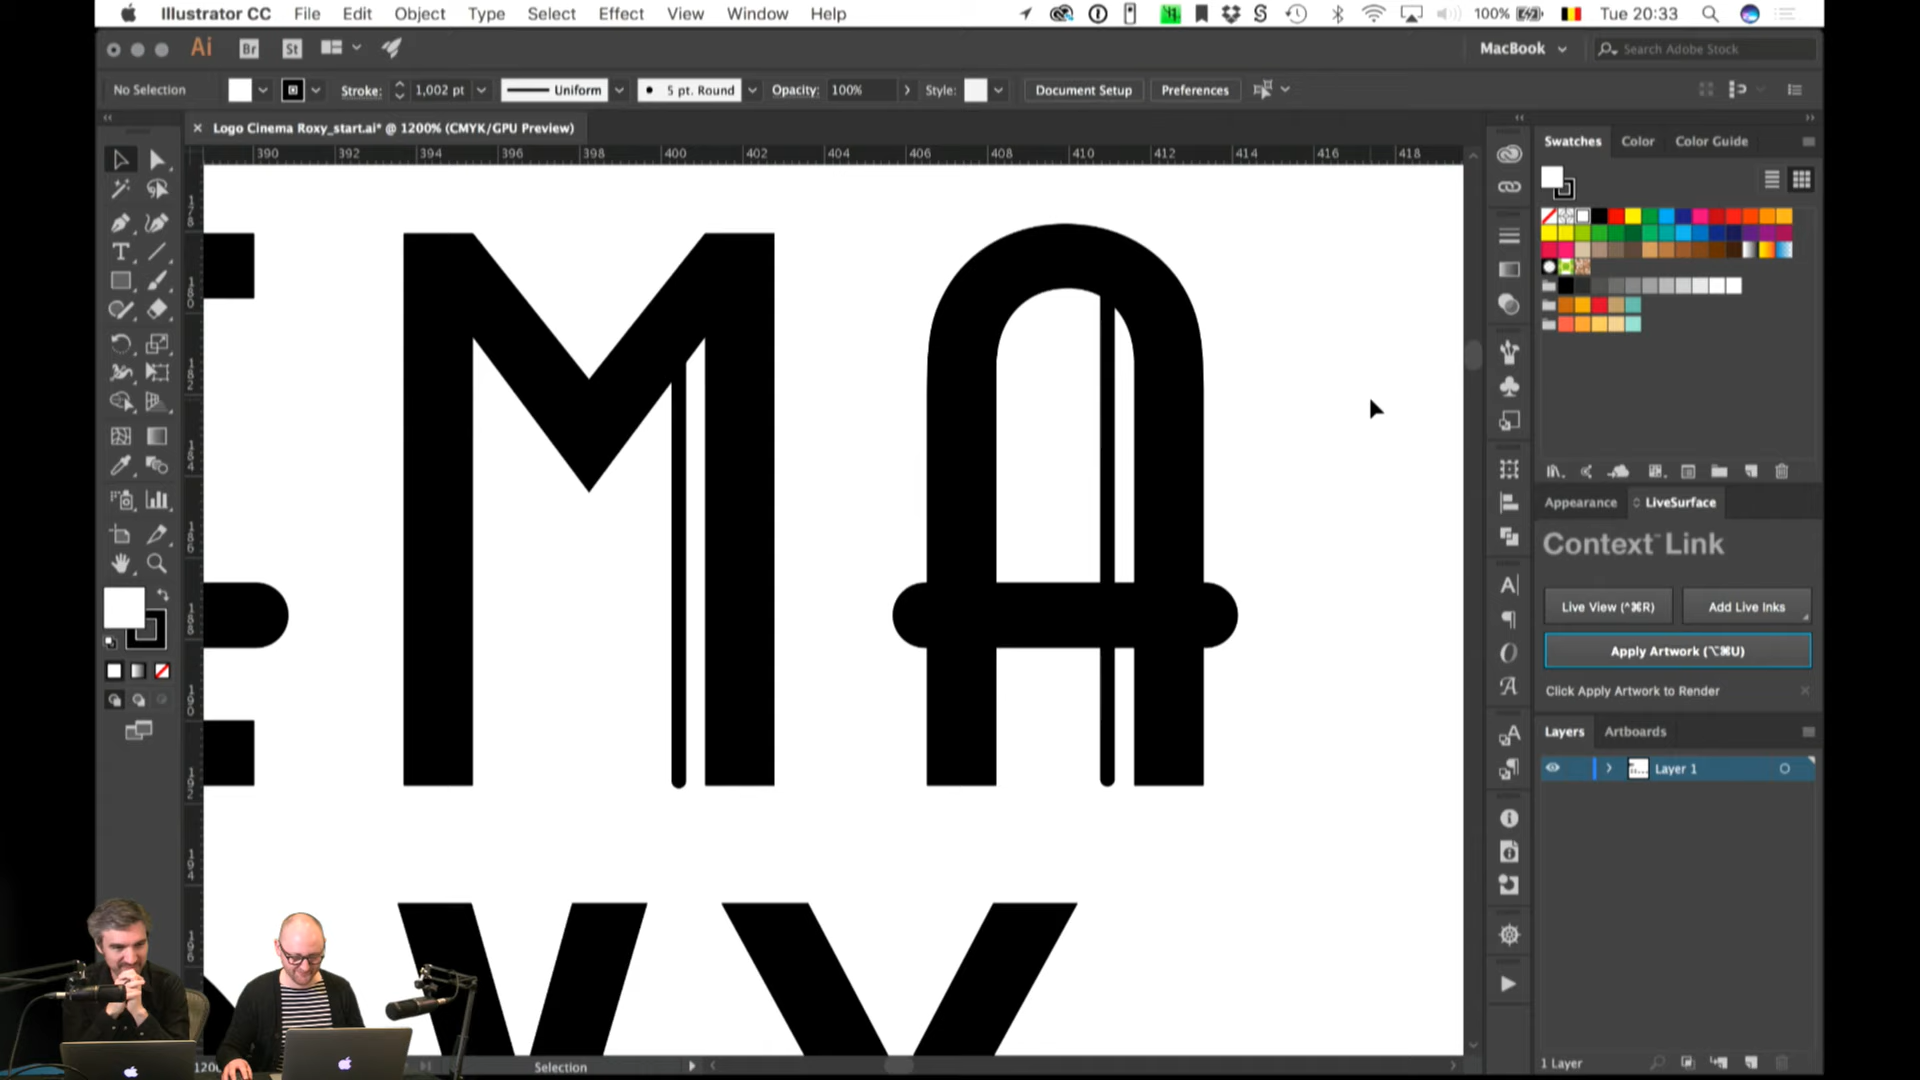 Illustrator CC File Edit Object Type Select Effect View Window Help 100% Tue 20:33
Ai Br St MacBook Search Adobe Stock
No Selection Stroke: 1,002 pt Uniform 5 pt. Round Opacity: 100% Style: Document Setup Preferences
× Logo Cinema Roxy_start.ai* @ 1200% (CMYK/GPU Preview)
Swatches Color Color Guide
390 392 394 396 398 400 402 404 406 408 410 412 414 416 418
MA
Appearance LiveSurface
Context™ Link
Live View (^⌘R) Add Live Inks
Apply Artwork (⌥⌘U)
Click Apply Artwork to Render
Layers Artboards
Layer 1
1 Layer
Selection